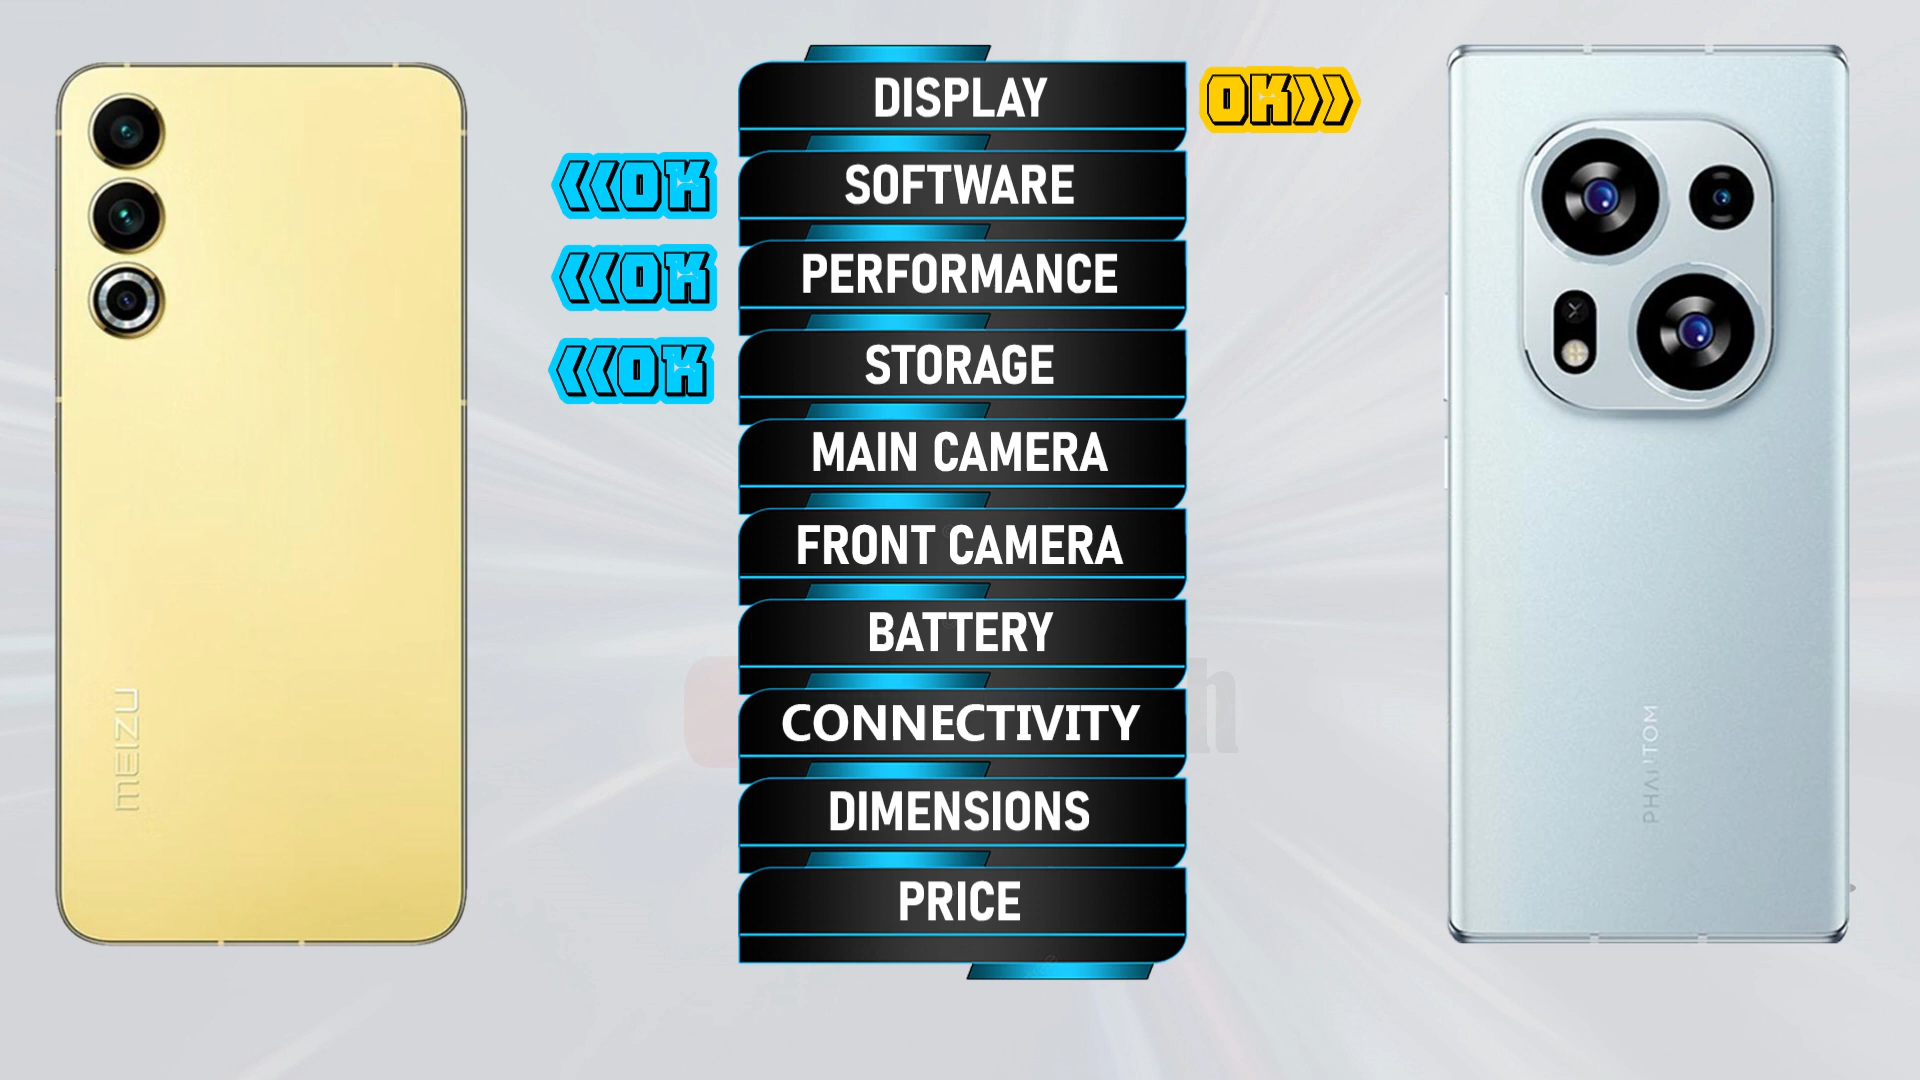 DISPLAY OK》
《OK SOFTWARE
《OK PERFORMANCE
《OK STORAGE
MAIN CAMERA
FRONT CAMERA
BATTERY
CONNECTIVITY
DIMENSIONS
PRICE
MEIZU
PHANTOM